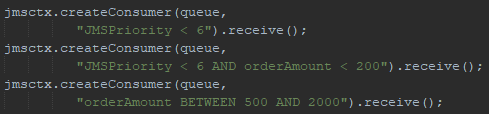 jmsctx.createConsumer(queue,
"JMSPriority < 6").receive();
jmsctx.createConsumer(queue,
"JMSPriority < 6 AND orderAmount < 200").receive();
jmsctx.createConsumer(queue,
"orderAmount BETWEEN 500 AND 2000").receive();